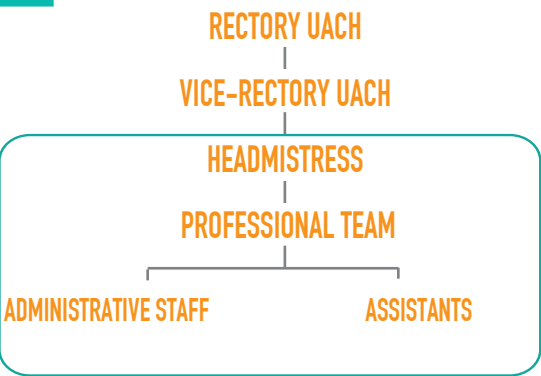 RECTORY UACH
VICE-RECTORY UACH
HEADMISTRESS
PROFESSIONAL TEAM
ADMINISTRATIVE STAFF
ASSISTANTS